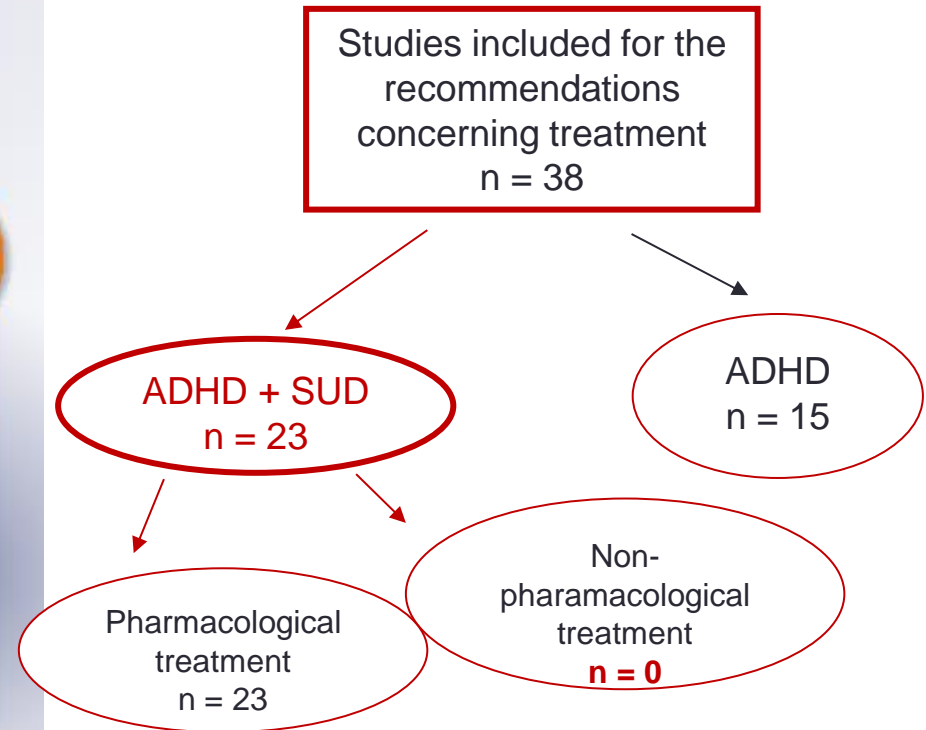 Studies included for the
recommendations
concerning treatment
n = 38
ADHD + SUD
n = 23
ADHD
n = 15
Pharmacological
treatment
n = 23
Non-
pharamacological
treatment
n = 0